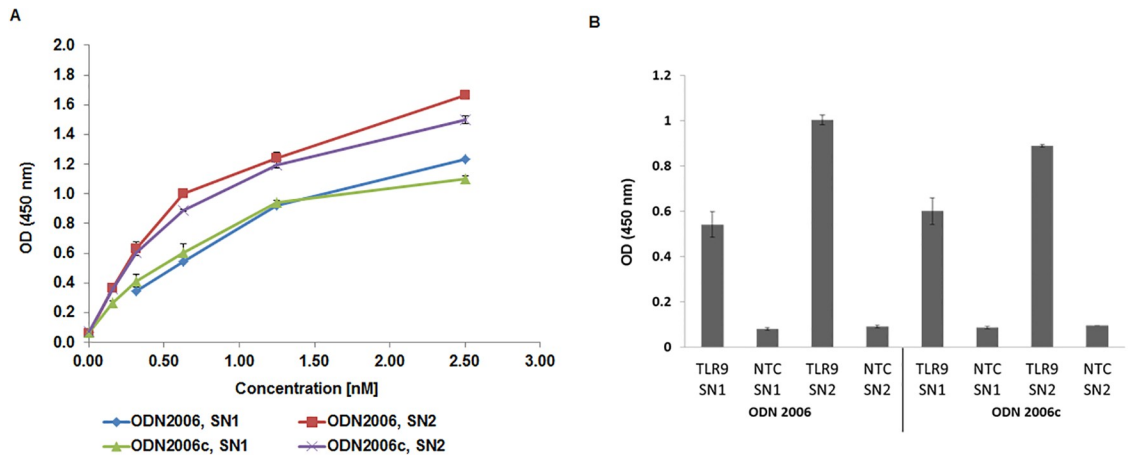 A
2.0
1.8
1.6
1.4
1.2
1.0
0.8
0.6
0.4
0.2
0.0
OD (450 nm)
0.00 0.50 1.00 1.50 2.00 2.50 3.00
Concentration [nM]
ODN2006, SN1 ODN2006, SN2
ODN2006c, SN1 ODN2006c, SN2
B
1.2
1
0.8
0.6
0.4
0.2
0
OD (450 nm)
TLR9 NTC TLR9 NTC TLR9 NTC TLR9 NTC
SN1 SN1 SN2 SN2 SN1 SN1 SN2 SN2
ODN 2006 ODN 2006c